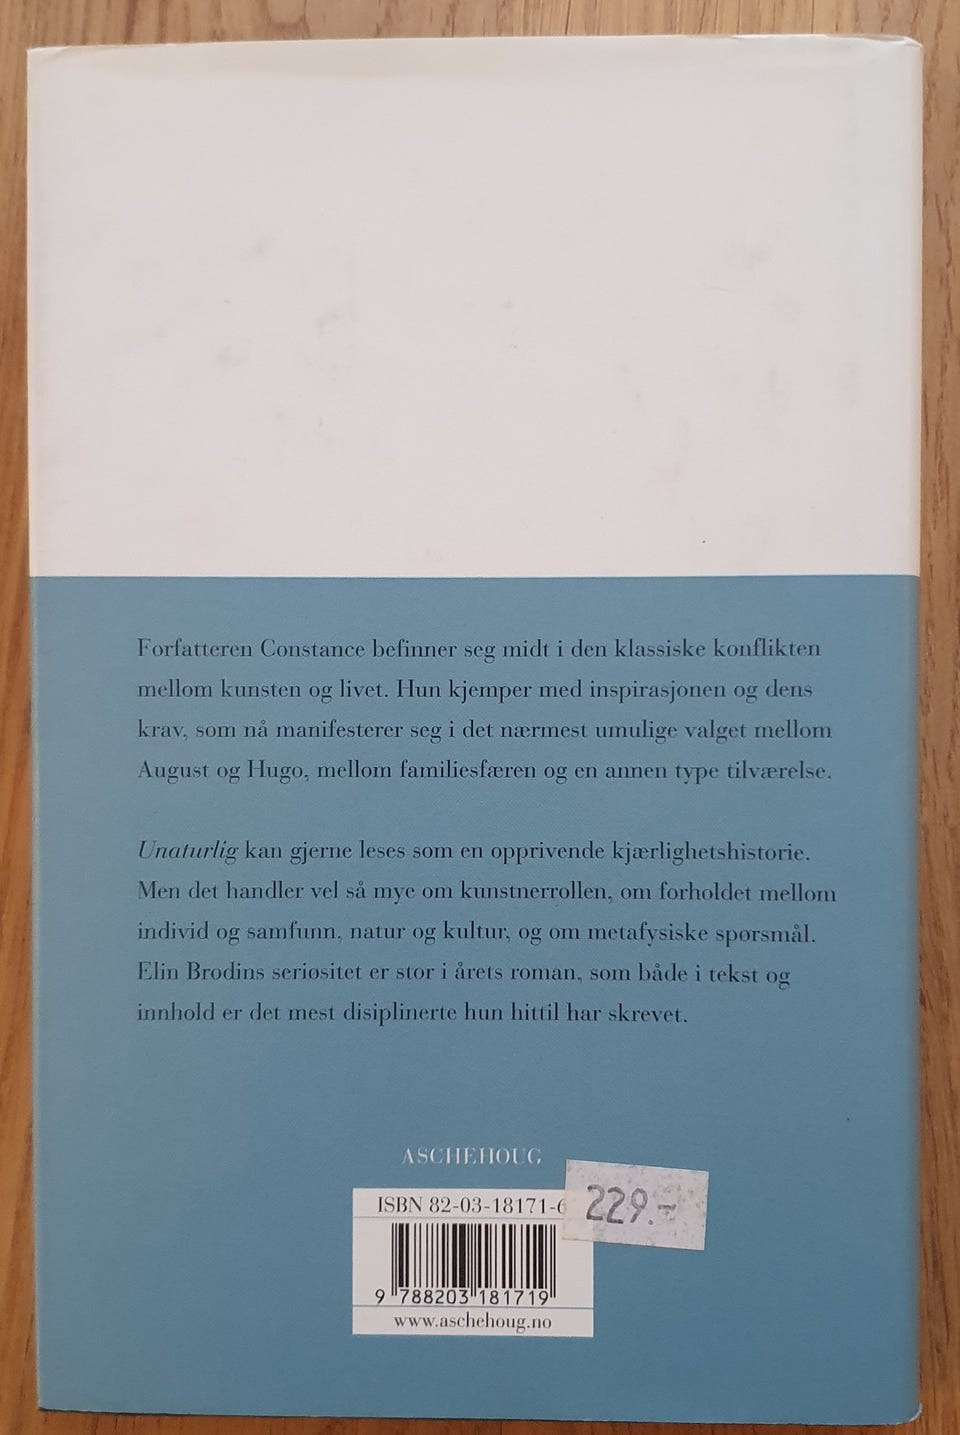 Forfatteren Constance befinner seg midt i den klassiske konflikten
mellom kunsten og livet. Hun kjemper med inspirasjonen og dens
krav, som nå manifesterer seg i det nærmest umulige valget mellom
August og Hugo, mellom familiesfæren og en annen type tilværelse.
Unaturlig kan gjerne leses som en opprivende kjærlighetshistorie.
Men det handler vel så mye om kunstnerrollen, om forholdet mellom
individ og samfunn, natur og kultur, og om metafysiske spørsmål.
Elin Brodins seriøsitet er stor i årets roman, som både i tekst og
innhold er det mest disiplinerte hun hittil har skrevet.
ASCHEHOUG
ISBN 82-03-18171-6
229.-
9 788203 181719
www.aschehoug.no